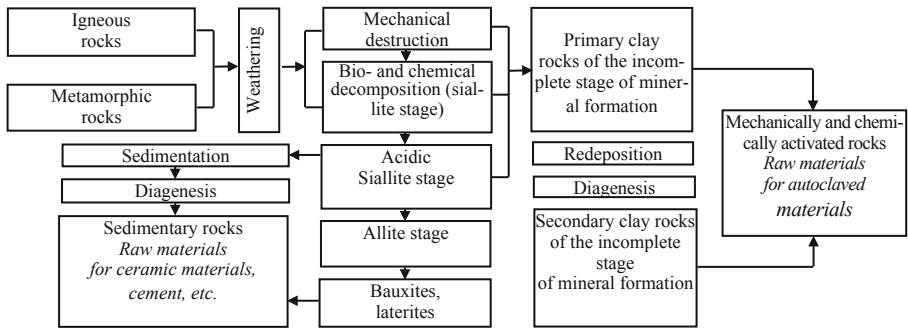 Igneous
rocks
Metamorphic
rocks
Weathering
Mechanical
destruction
Bio- and chemical
decomposition (sial-
lite stage)
Acidic
Siallite stage
Allite stage
Bauxites,
laterites
Sedimentation
Diagenesis
Sedimentary rocks
Raw materials
for ceramic materials,
cement, etc.
Primary clay
rocks of the incom-
plete stage of miner-
al formation
Redeposition
Diagenesis
Secondary clay rocks
of the incomplete
stage
of mineral formation
Mechanically and chemi-
cally activated rocks
Raw materials
for autoclaved
materials